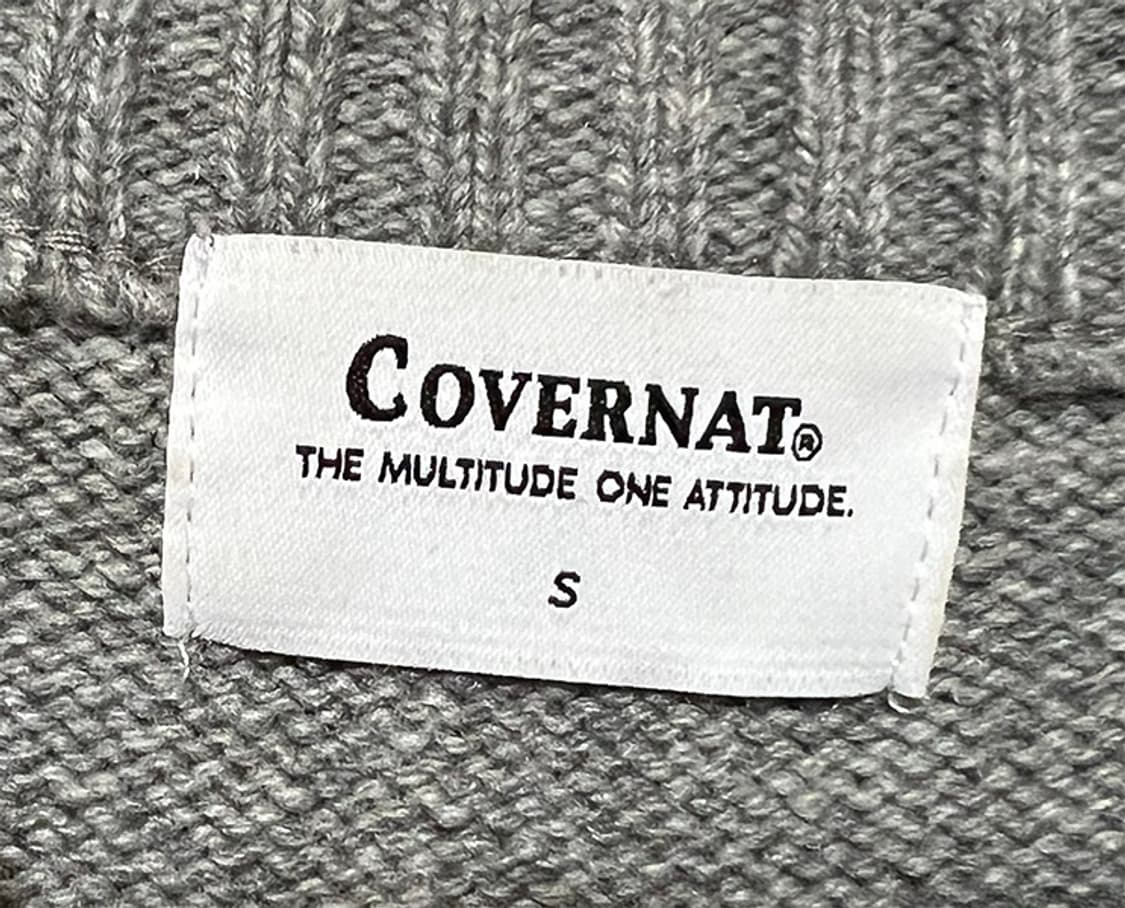 COVERNAT®
THE MULTITUDE ONE ATTITUDE.
S